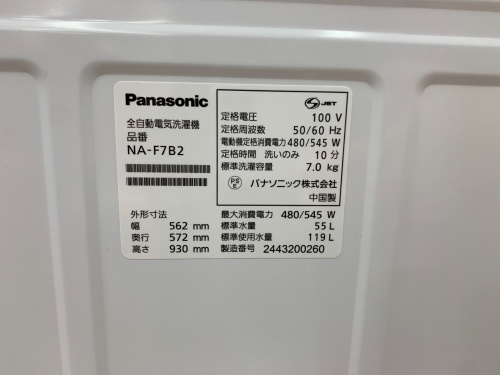 Panasonic
全自動電気洗濯機
品番
NA-F7B2
外形寸法
幅 562 mm
奥行 572 mm
高さ 930 mm
JET
定格電圧 100 V
定格周波数 50/60 Hz
電動機定格消費電力 480/545 W
定格時間 洗いのみ 10 分
標準洗濯容量 7.0 kg
PS E パナソニック株式会社
中国製
最大消費電力 480/545 W
標準水量 55 L
標準使用水量 119 L
製造番号 2443200260